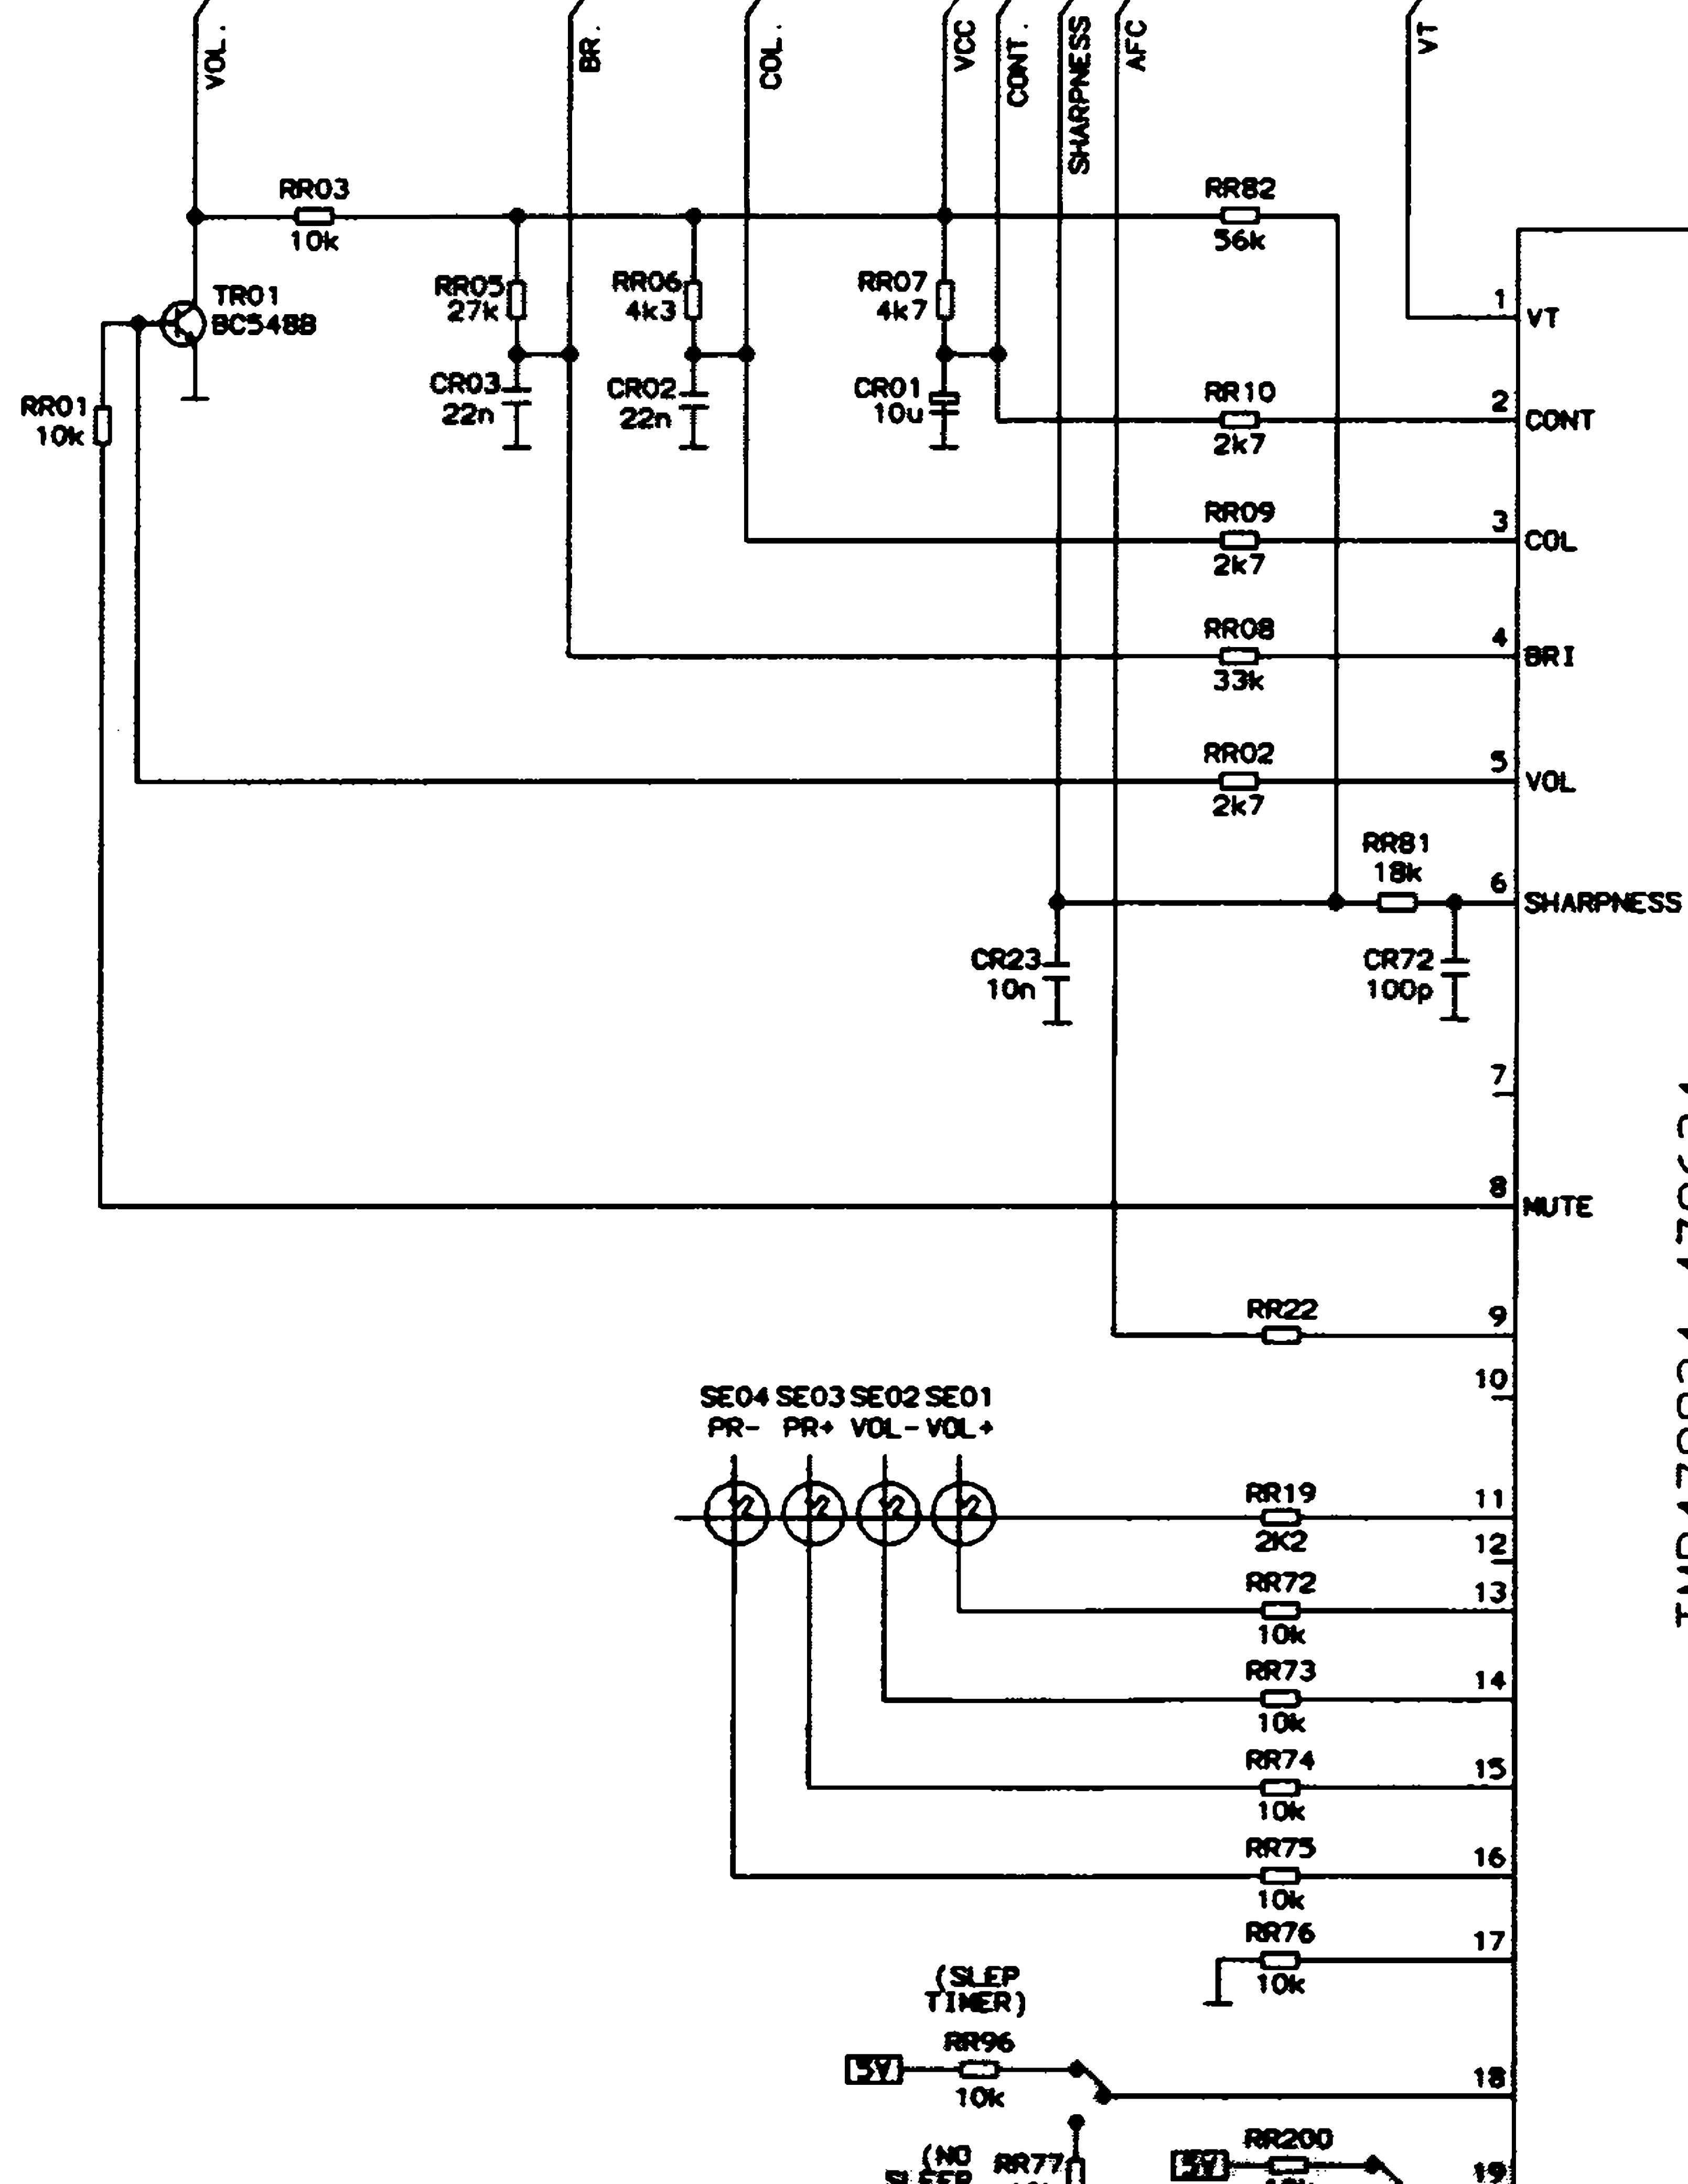 VOL.
BR.
COL.
VCC
CONT.
SHARPNESS
AFC
VT
RR03
10k
RR82
56k
TR01
BC548B
RR05
27k
RR06
4k3
RR07
4k7
1
VT
RR01
10k
CR03
22n
CR02
22n
CR01
10u
RR10
2k7
2
CONT
RR09
2k7
3
COL
RR08
33k
4
BRI
RR02
2k7
5
VOL
RR81
18k
6
SHARPNESS
CR23
10n
CR72
100p
7
8
MUTE
RR22
9
10
SE04 SE03 SE02 SE01
PR- PR+ VOL- VOL+
RR19
2K2
11
12
RR72
10k
13
RR73
10k
14
RR74
10k
15
RR75
10k
16
RR76
10k
17
(SLEP
TIMER)
RR96
5V
10k
18
(NO
SLEEP
RR77
5V
RR200
19